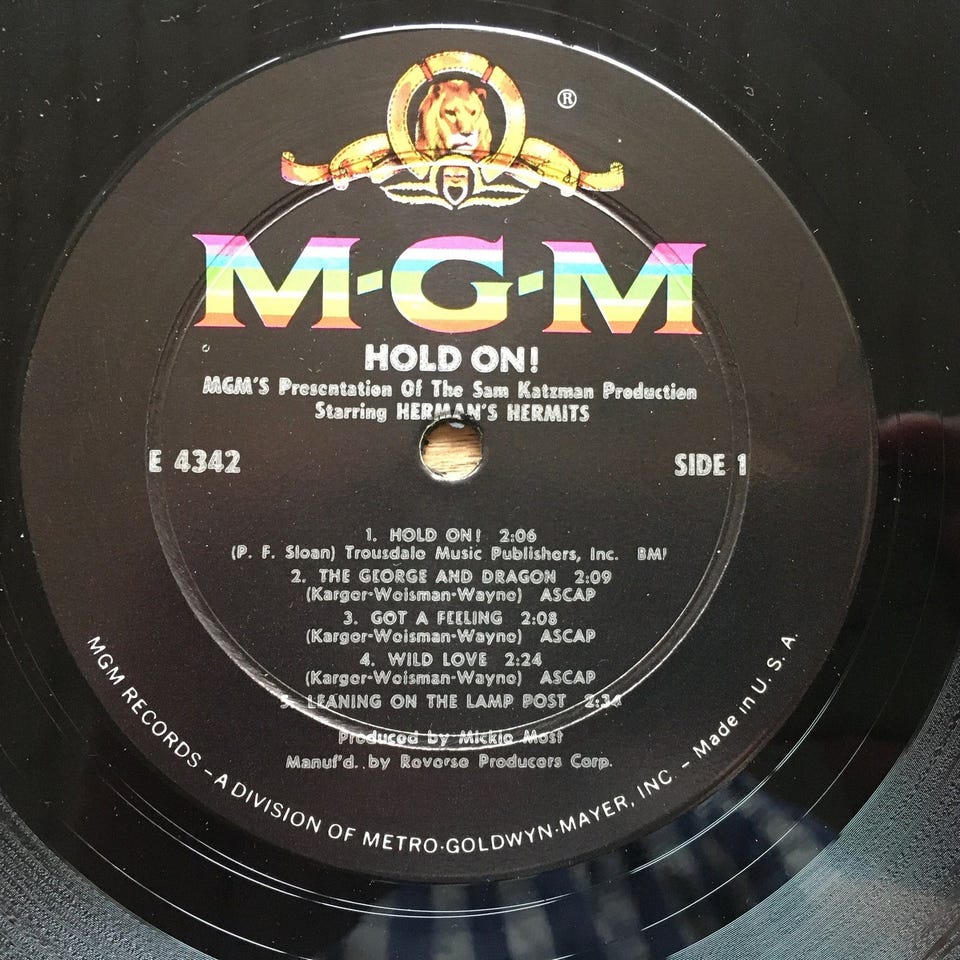 ®
M-G-M
HOLD ON!
MGM'S Presentation Of The Sam Katzman Production
Starring HERMAN'S HERMITS
E 4342
SIDE 1
1. HOLD ON! 2:06
(P. F. Sloan) Trousdale Music Publishers, Inc. BMI
2. THE GEORGE AND DRAGON 2:09
(Karger-Weisman-Wayne) ASCAP
3. GOT A FEELING 2:08
(Karger-Weisman-Wayne) ASCAP
4. WILD LOVE 2:24
(Karger-Weisman-Wayne) ASCAP
5. LEANING ON THE LAMP POST 2:34
Produced by Mickie Most
Manuf'd. by Reverse Producers Corp.
MGM RECORDS – A DIVISION OF METRO-GOLDWYN-MAYER, INC – Made in U. S. A.